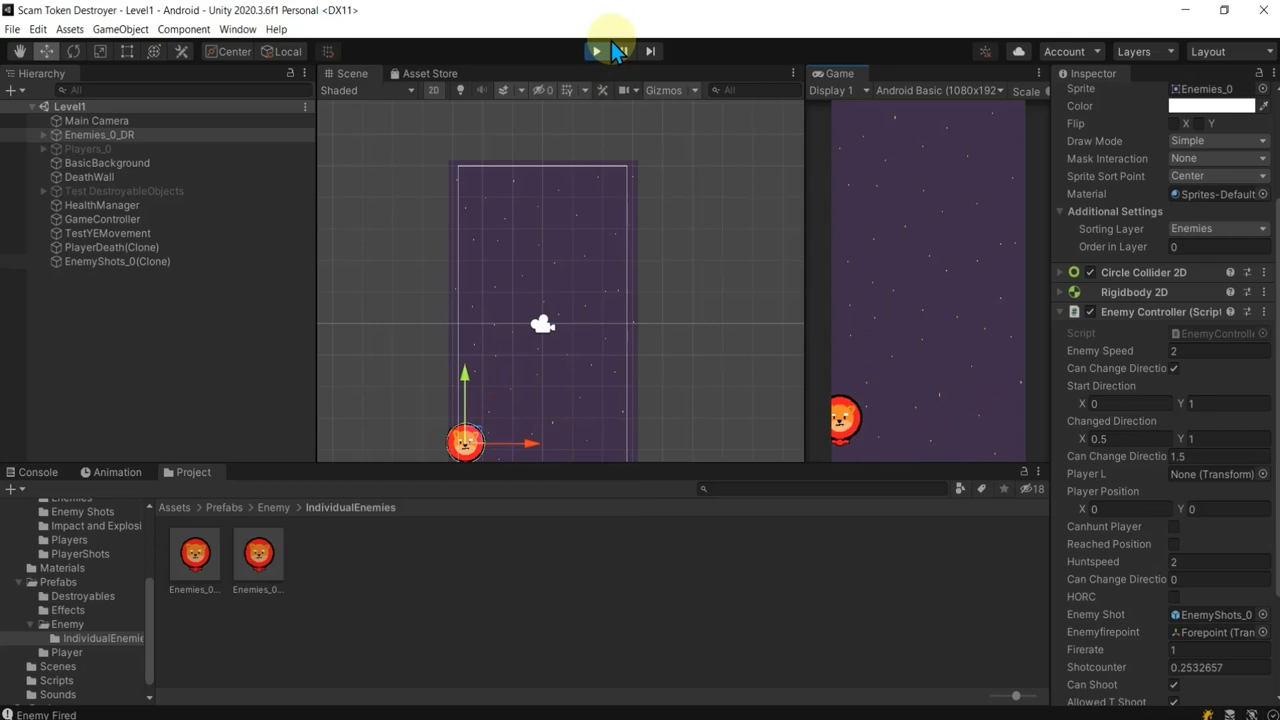 Scam Token Destroyer - Level1 - Android - Unity 2020.3.6f1 Personal <DX11>
File Edit Assets GameObject Component Window Help
Center Local Account Layers Layout
Hierarchy
All
Level1
Main Camera
Enemies_0_DR
Players_0
BasicBackground
DeathWall
Test DestroyableObjects
HealthManager
GameController
TestYEMovement
PlayerDeath(Clone)
EnemyShots_0(Clone)
Scene Asset Store
Shaded 2D 0 Gizmos All
Game
Display 1 Android Basic (1080x192 Scale
Inspector
Sprite Enemies_0
Color
Flip X Y
Draw Mode Simple
Mask Interaction None
Sprite Sort Point Center
Material Sprites-Default
Additional Settings
Sorting Layer Enemies
Order in Layer 0
Circle Collider 2D
Rigidbody 2D
Enemy Controller (Script
Script EnemyControlle
Enemy Speed 2
Can Change Directio
Start Direction
X 0 Y 1
Changed Direction
X 0.5 Y 1
Can Change Directio 1.5
Player L None (Transform)
Player Position
X 0 Y 0
Canhunt Player
Reached Position
Huntspeed 2
Can Change Directio 0
HORC
Enemy Shot EnemyShots_0
Enemyfirepoint Forepoint (Tran
Firerate 1
Shotcounter 0.2532657
Can Shoot
Allowed T Shoot
Console Animation Project
18
Enemies
Enemy Shots
Impact and Explosi
Players
PlayerShots
Materials
Prefabs
Destroyables
Effects
Enemy
IndividualEnemie
Player
Scenes
Scripts
Sounds
Assets Prefabs Enemy IndividualEnemies
Enemies_0... Enemies_0...
Enemy Fired